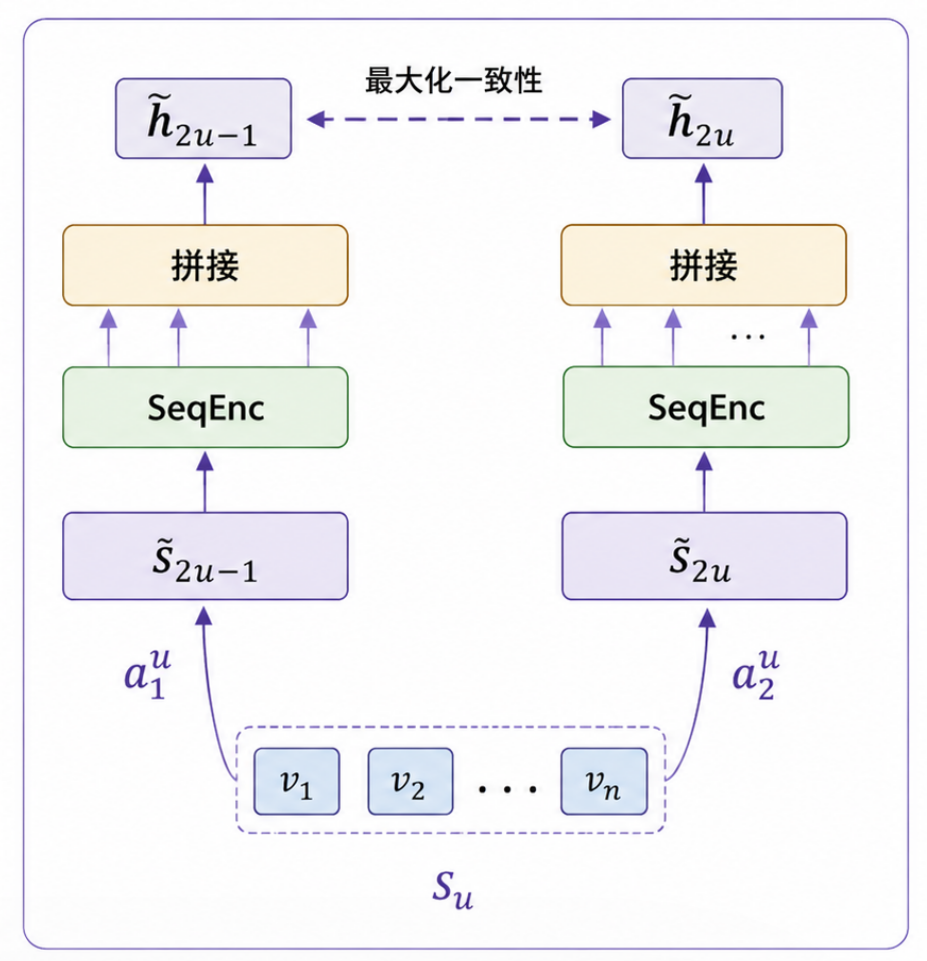 最大化一致性
h̃₂ᵤ₋₁
h̃₂ᵤ
拼接
拼接
...
SeqEnc
SeqEnc
s̃₂ᵤ₋₁
s̃₂ᵤ
a₁ᵘ
a₂ᵘ
v₁ v₂ ... vₙ
sᵤ